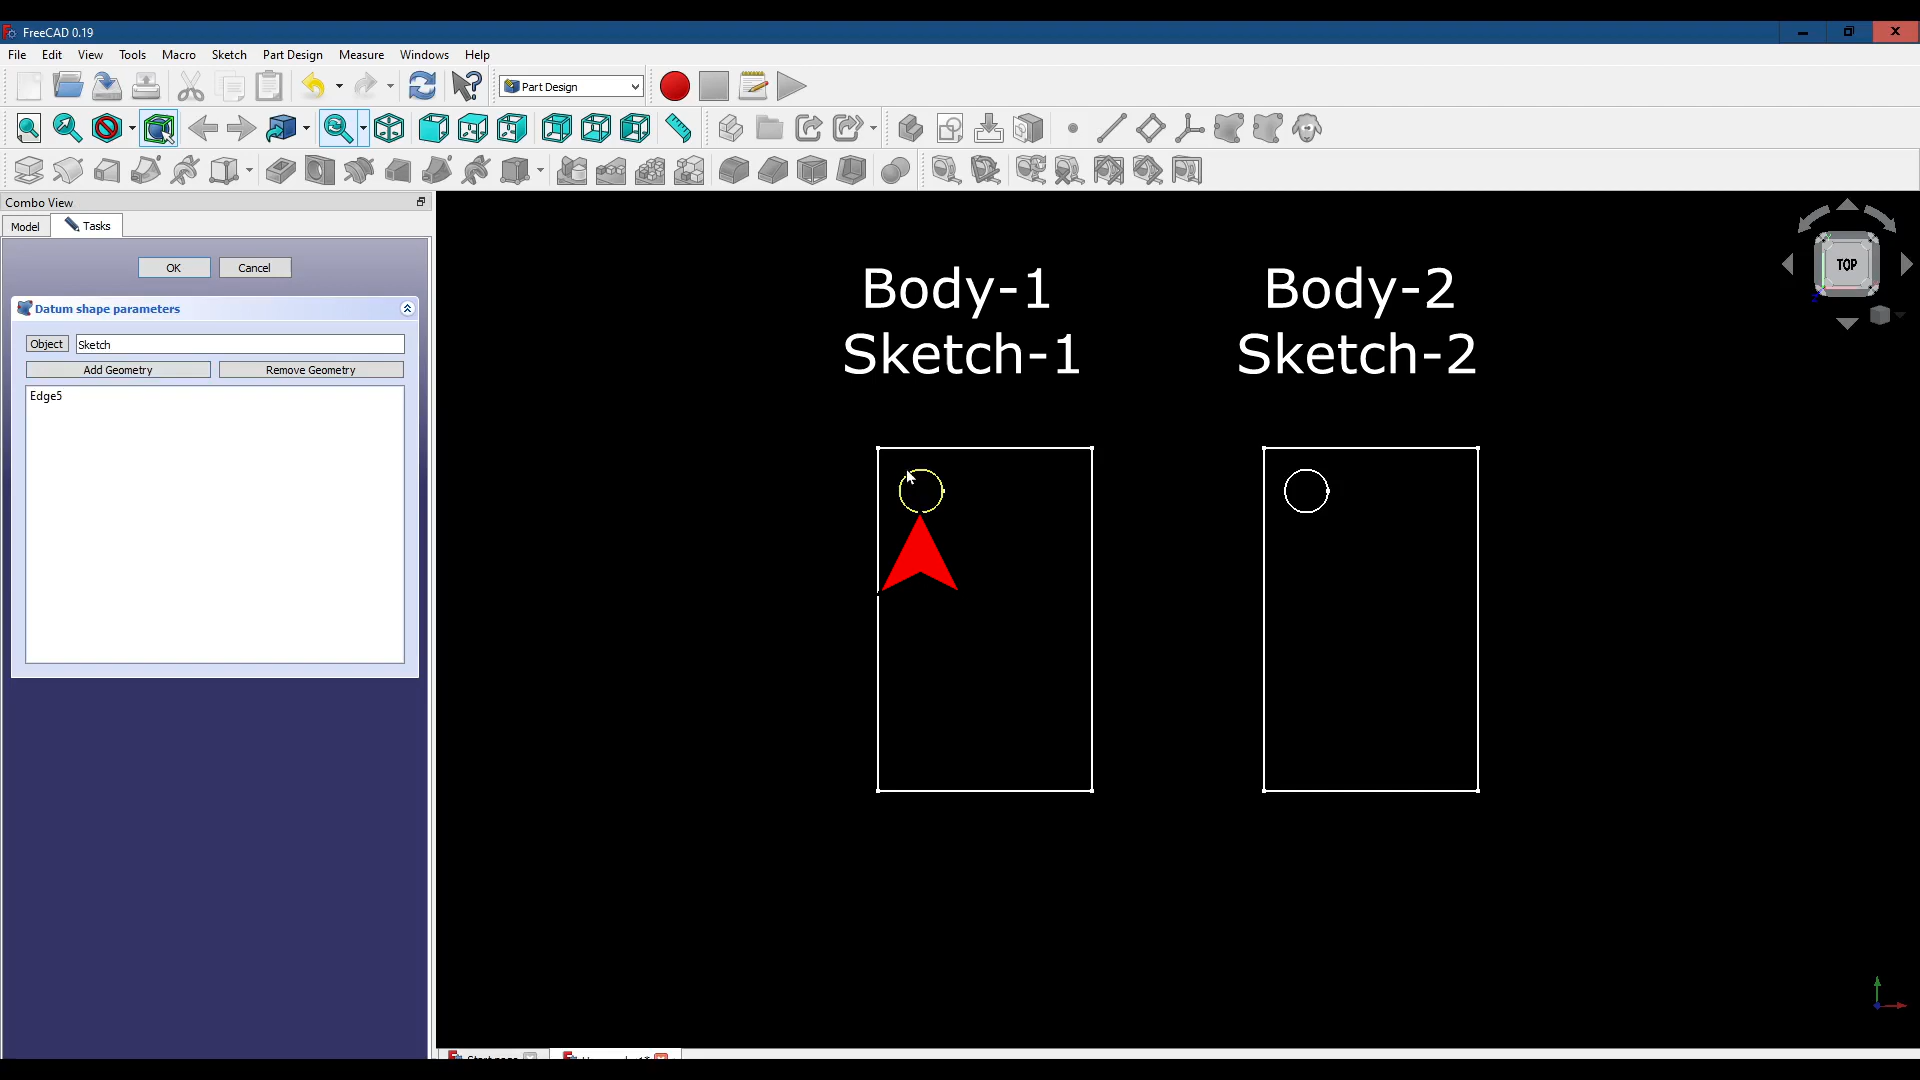 FreeCAD 0.19
File Edit View Tools Macro Sketch Part Design Measure Windows Help
Part Design
Combo View
Model Tasks
OK Cancel
Datum shape parameters
Object Sketch
Add Geometry Remove Geometry
Edge5
Body-1 Body-2
Sketch-1 Sketch-2
TOP
Z